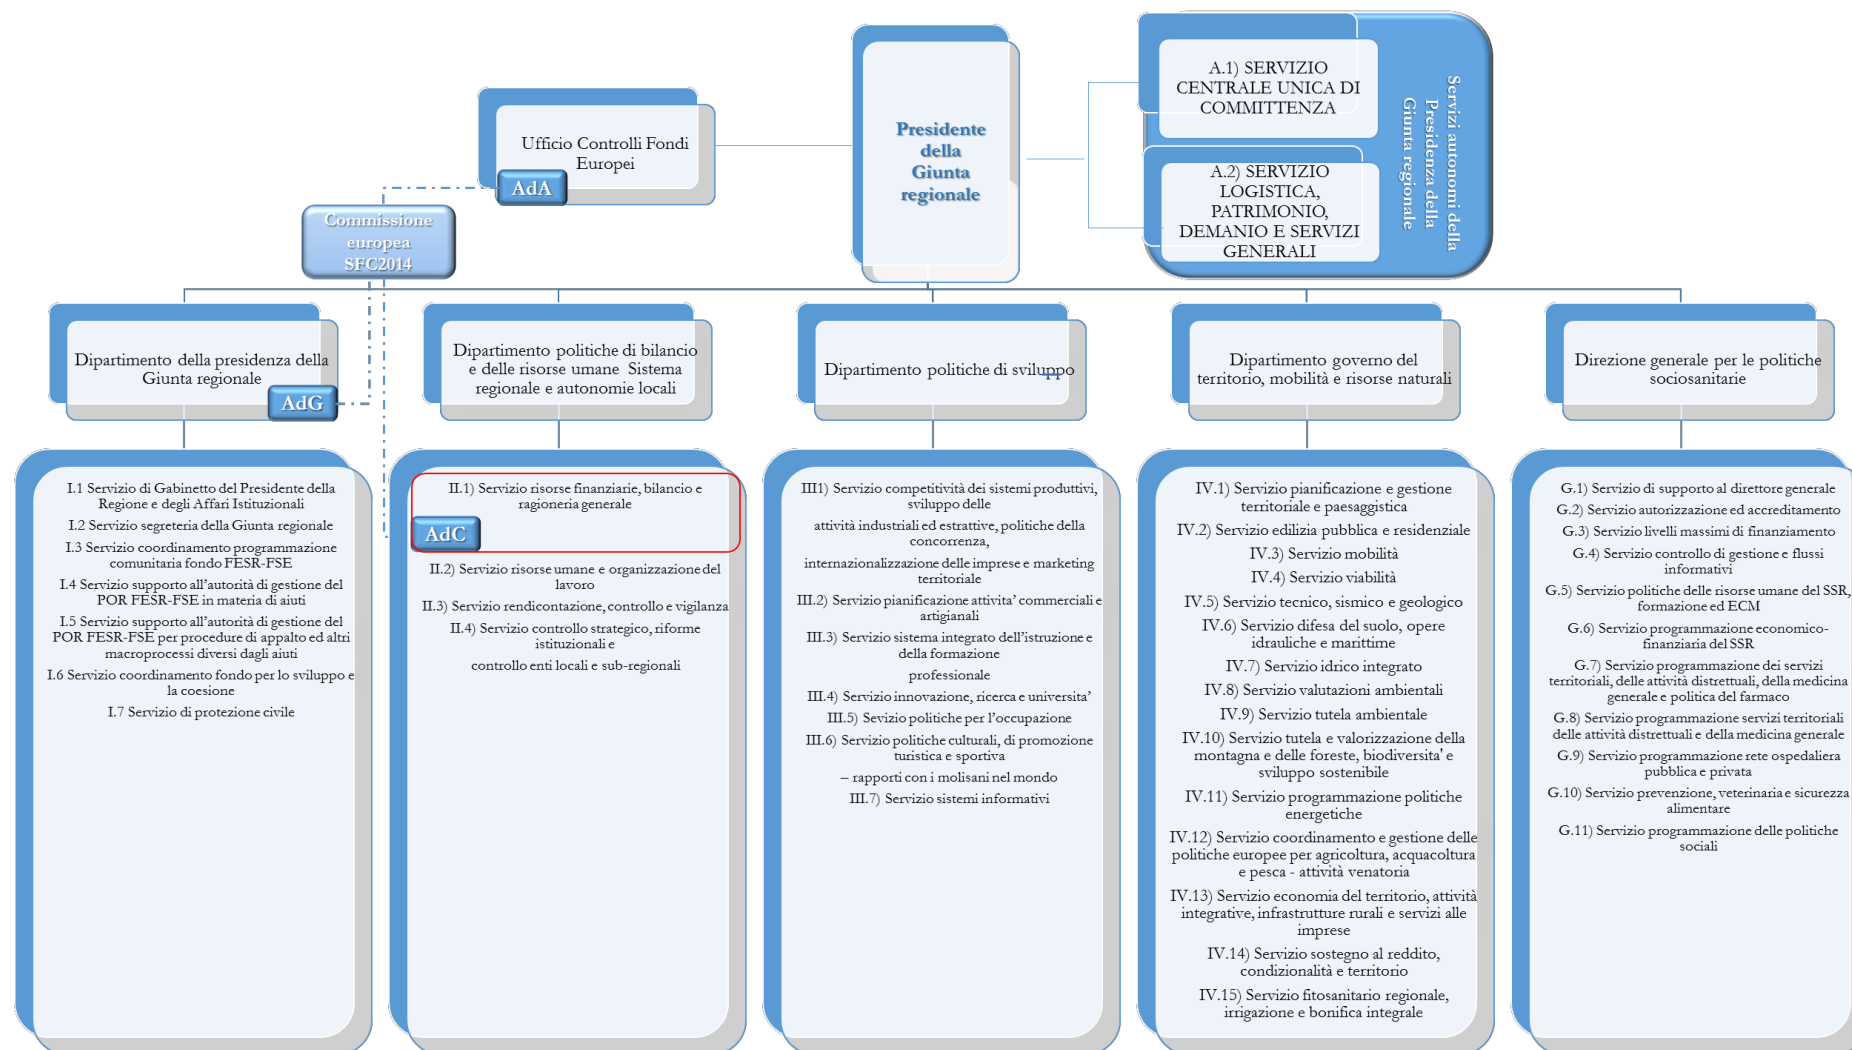 Presidente
della
Giunta
regionale
A.1) SERVIZIO
CENTRALE UNICA DI
COMMITTENZA
A.2) SERVIZIO
LOGISTICA,
PATRIMONIO,
DEMANIO E SERVIZI
GENERALI
Servizi autonomi della
Presidenza della
Giunta regionale
Ufficio Controlli Fondi
Europei
AdA
Commissione
europea
SFC2014
Dipartimento della presidenza della
Giunta regionale
AdG
Dipartimento politiche di bilancio
e delle risorse umane Sistema
regionale e autonomie locali
Dipartimento politiche di sviluppo
Dipartimento governo del
territorio, mobilità e risorse naturali
Direzione generale per le politiche
sociosanitarie
I.1 Servizio di Gabinetto del Presidente della
Regione e degli Affari Istituzionali
I.2 Servizio segreteria della Giunta regionale
I.3 Servizio coordinamento programmazione
comunitaria fondo FESR-FSE
I.4 Servizio supporto all'autorità di gestione del
POR FESR-FSE in materia di aiuti
I.5 Servizio supporto all'autorità di gestione del
POR FESR-FSE per procedure di appalto ed altri
macroprocessi diversi dagli aiuti
I.6 Servizio coordinamento fondo per lo sviluppo e
la coesione
I.7 Servizio di protezione civile
II.1) Servizio risorse finanziarie, bilancio e
ragioneria generale
AdC
II.2) Servizio risorse umane e organizzazione del
lavoro
II.3) Servizio rendicontazione, controllo e vigilanza
II.4) Servizio controllo strategico, riforme
istituzionali e
controllo enti locali e sub-regionali
III1) Servizio competitività dei sistemi produttivi,
sviluppo delle
attività industriali ed estrattive, politiche della
concorrenza,
internazionalizzazione delle imprese e marketing
territoriale
III.2) Servizio pianificazione attivita' commerciali e
artigianali
III.3) Servizio sistema integrato dell'istruzione e
della formazione
professionale
III.4) Servizio innovazione, ricerca e universita'
III.5) Sevizio politiche per l'occupazione
III.6) Servizio politiche culturali, di promozione
turistica e sportiva
– rapporti con i molisani nel mondo
III.7) Servizio sistemi informativi
IV.1) Servizio pianificazione e gestione
territoriale e paesaggistica
IV.2) Servizio edilizia pubblica e residenziale
IV.3) Servizio mobilità
IV.4) Servizio viabilità
IV.5) Servizio tecnico, sismico e geologico
IV.6) Servizio difesa del suolo, opere
idrauliche e marittime
IV.7) Servizio idrico integrato
IV.8) Servizio valutazioni ambientali
IV.9) Servizio tutela ambientale
IV.10) Servizio tutela e valorizzazione della
montagna e delle foreste, biodiversita' e
sviluppo sostenibile
IV.11) Servizio programmazione politiche
energetiche
IV.12) Servizio coordinamento e gestione delle
politiche europee per agricoltura, acquacoltura
e pesca - attività venatoria
IV.13) Servizio economia del territorio, attività
integrative, infrastrutture rurali e servizi alle
imprese
IV.14) Servizio sostegno al reddito,
condizionalità e territorio
IV.15) Servizio fitosanitario regionale,
irrigazione e bonifica integrale
G.1) Servizio di supporto al direttore generale
G.2) Servizio autorizzazione ed accreditamento
G.3) Servizio livelli massimi di finanziamento
G.4) Servizio controllo di gestione e flussi
informativi
G.5) Servizio politiche delle risorse umane del SSR,
formazione ed ECM
G.6) Servizio programmazione economico-
finanziaria del SSR
G.7) Servizio programmazione dei servizi
territoriali, delle attività distrettuali, della medicina
generale e politica del farmaco
G.8) Servizio programmazione servizi territoriali
delle attività distrettuali e della medicina generale
G.9) Servizio programmazione rete ospedaliera
pubblica e privata
G.10) Servizio prevenzione, veterinaria e sicurezza
alimentare
G.11) Servizio programmazione delle politiche
sociali